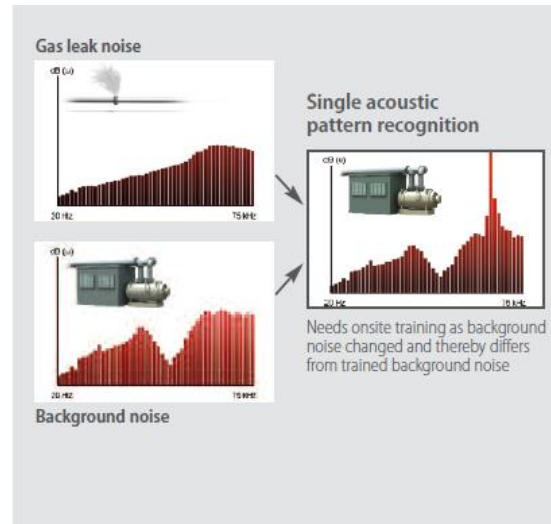 Gas leak noise
dB (u)
20 Hz
75 kHz
Single acoustic
pattern recognition
dB (u)
20 Hz
75 kHz
Needs onsite training as background
noise changed and thereby differs
from trained background noise
dB (u)
20 Hz
75 kHz
Background noise